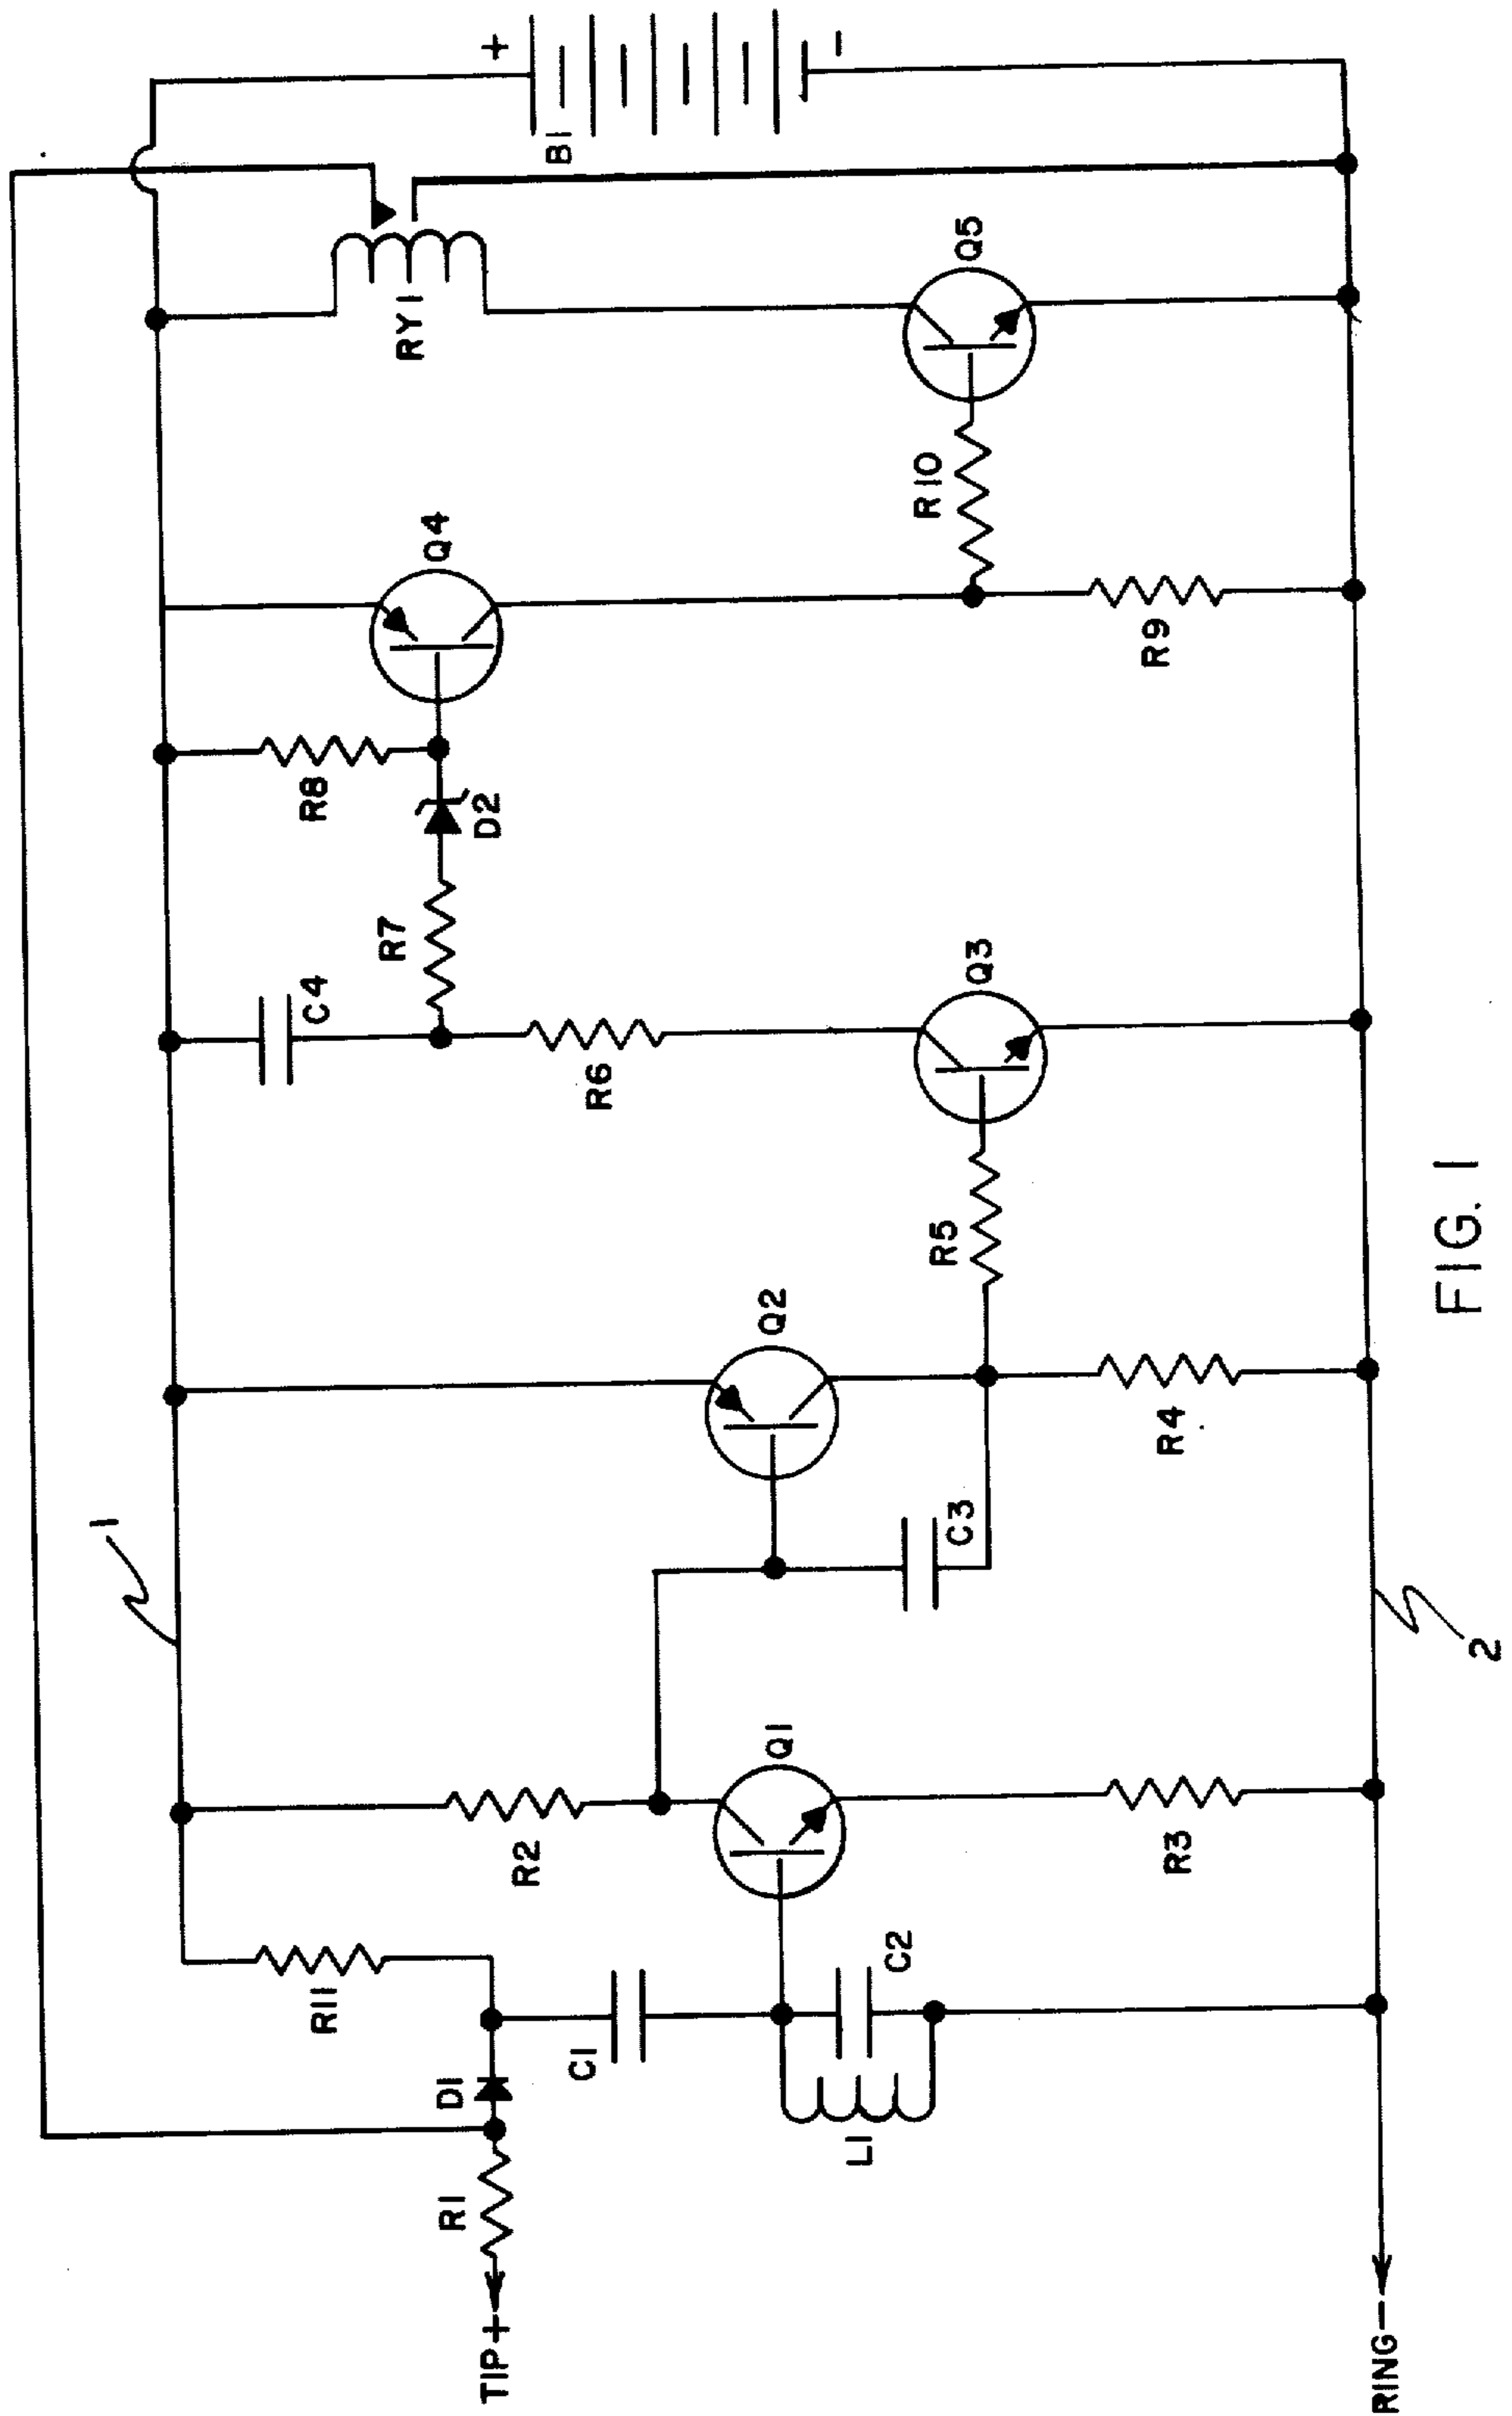 1
R11
D1
R1
TIP+
C1
L1
C2
R2
Q1
R3
Q2
C3
R4
R5
Q3
C4
R6
R7
D2
R8
Q4
R9
R10
Q5
RY1
B1
+
-
RING-
2
FIG. 1